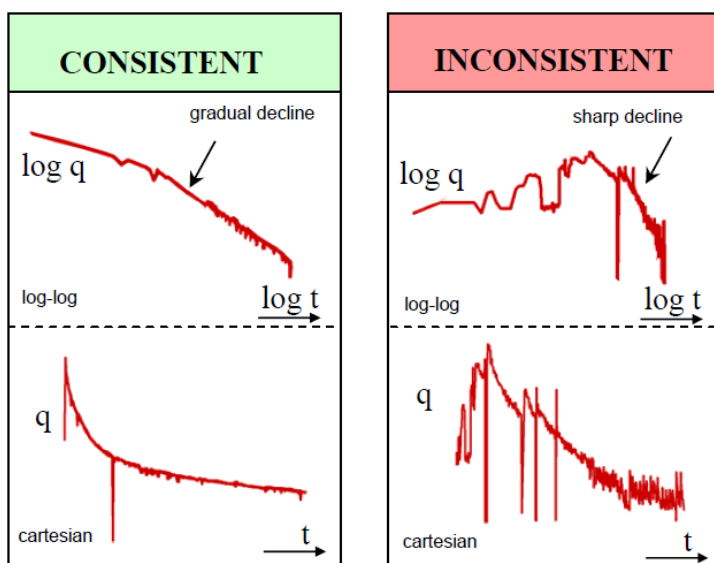 CONSISTENT
gradual decline
log q
log-log
log t
q
cartesian
t
INCONSISTENT
sharp decline
log q
log-log
log t
q
cartesian
t